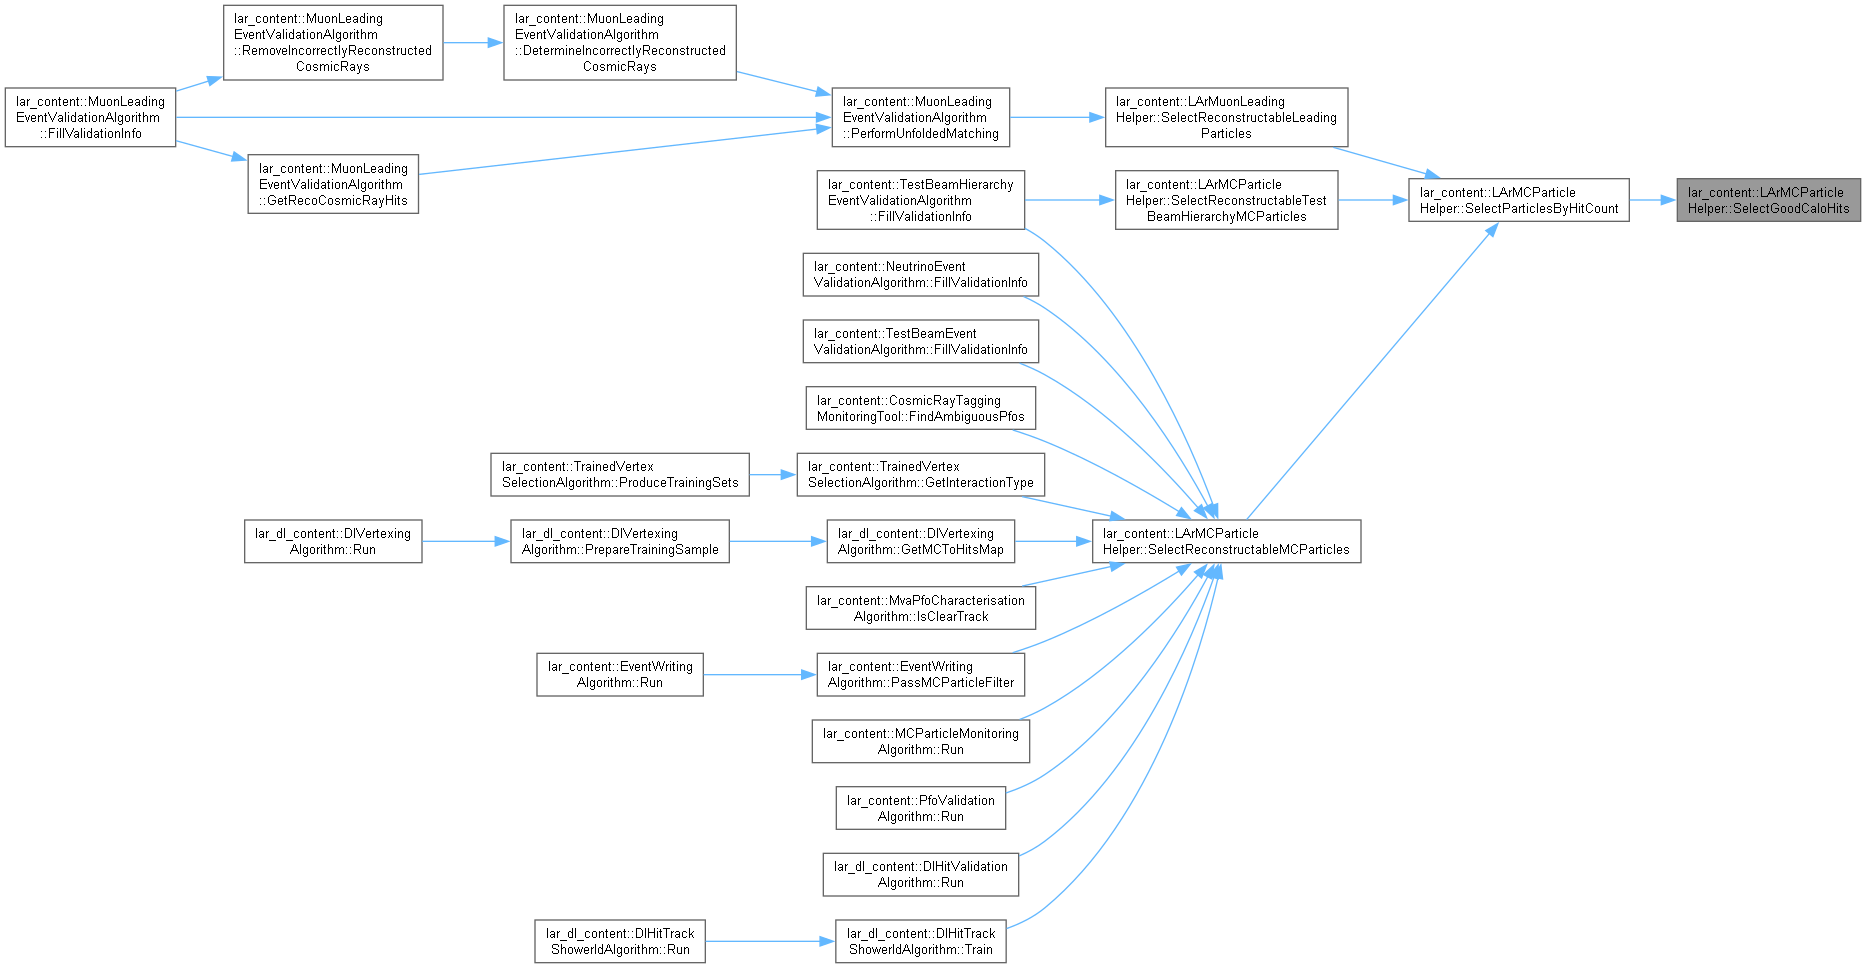 lar_content::MuonLeading
EventValidationAlgorithm
::RemoveIncorrectlyReconstructed
CosmicRays
lar_content::MuonLeading
EventValidationAlgorithm
::DetermineIncorrectlyReconstructed
CosmicRays
lar_content::MuonLeading
EventValidationAlgorithm
::FillValidationInfo
lar_content::MuonLeading
EventValidationAlgorithm
::PerformUnfoldedMatching
lar_content::LArMuonLeading
Helper::SelectReconstructableLeading
Particles
lar_content::MuonLeading
EventValidationAlgorithm
::GetRecoCosmicRayHits
lar_content::TestBeamHierarchy
EventValidationAlgorithm
::FillValidationInfo
lar_content::LArMCParticle
Helper::SelectReconstructableTest
BeamHierarchyMCParticles
lar_content::LArMCParticle
Helper::SelectParticlesByHitCount
lar_content::LArMCParticle
Helper::SelectGoodCaloHits
lar_content::NeutrinoEvent
ValidationAlgorithm::FillValidationInfo
lar_content::TestBeamEvent
ValidationAlgorithm::FillValidationInfo
lar_content::CosmicRayTagging
MonitoringTool::FindAmbiguousPfos
lar_content::TrainedVertex
SelectionAlgorithm::ProduceTrainingSets
lar_content::TrainedVertex
SelectionAlgorithm::GetInteractionType
lar_dl_content::DlVertexing
Algorithm::Run
lar_dl_content::DlVertexing
Algorithm::PrepareTrainingSample
lar_dl_content::DlVertexing
Algorithm::GetMCToHitsMap
lar_content::LArMCParticle
Helper::SelectReconstructableMCParticles
lar_content::MvaPfoCharacterisation
Algorithm::IsClearTrack
lar_content::EventWriting
Algorithm::Run
lar_content::EventWriting
Algorithm::PassMCParticleFilter
lar_content::MCParticleMonitoring
Algorithm::Run
lar_content::PfoValidation
Algorithm::Run
lar_dl_content::DlHitValidation
Algorithm::Run
lar_dl_content::DlHitTrack
ShowerIdAlgorithm::Run
lar_dl_content::DlHitTrack
ShowerIdAlgorithm::Train